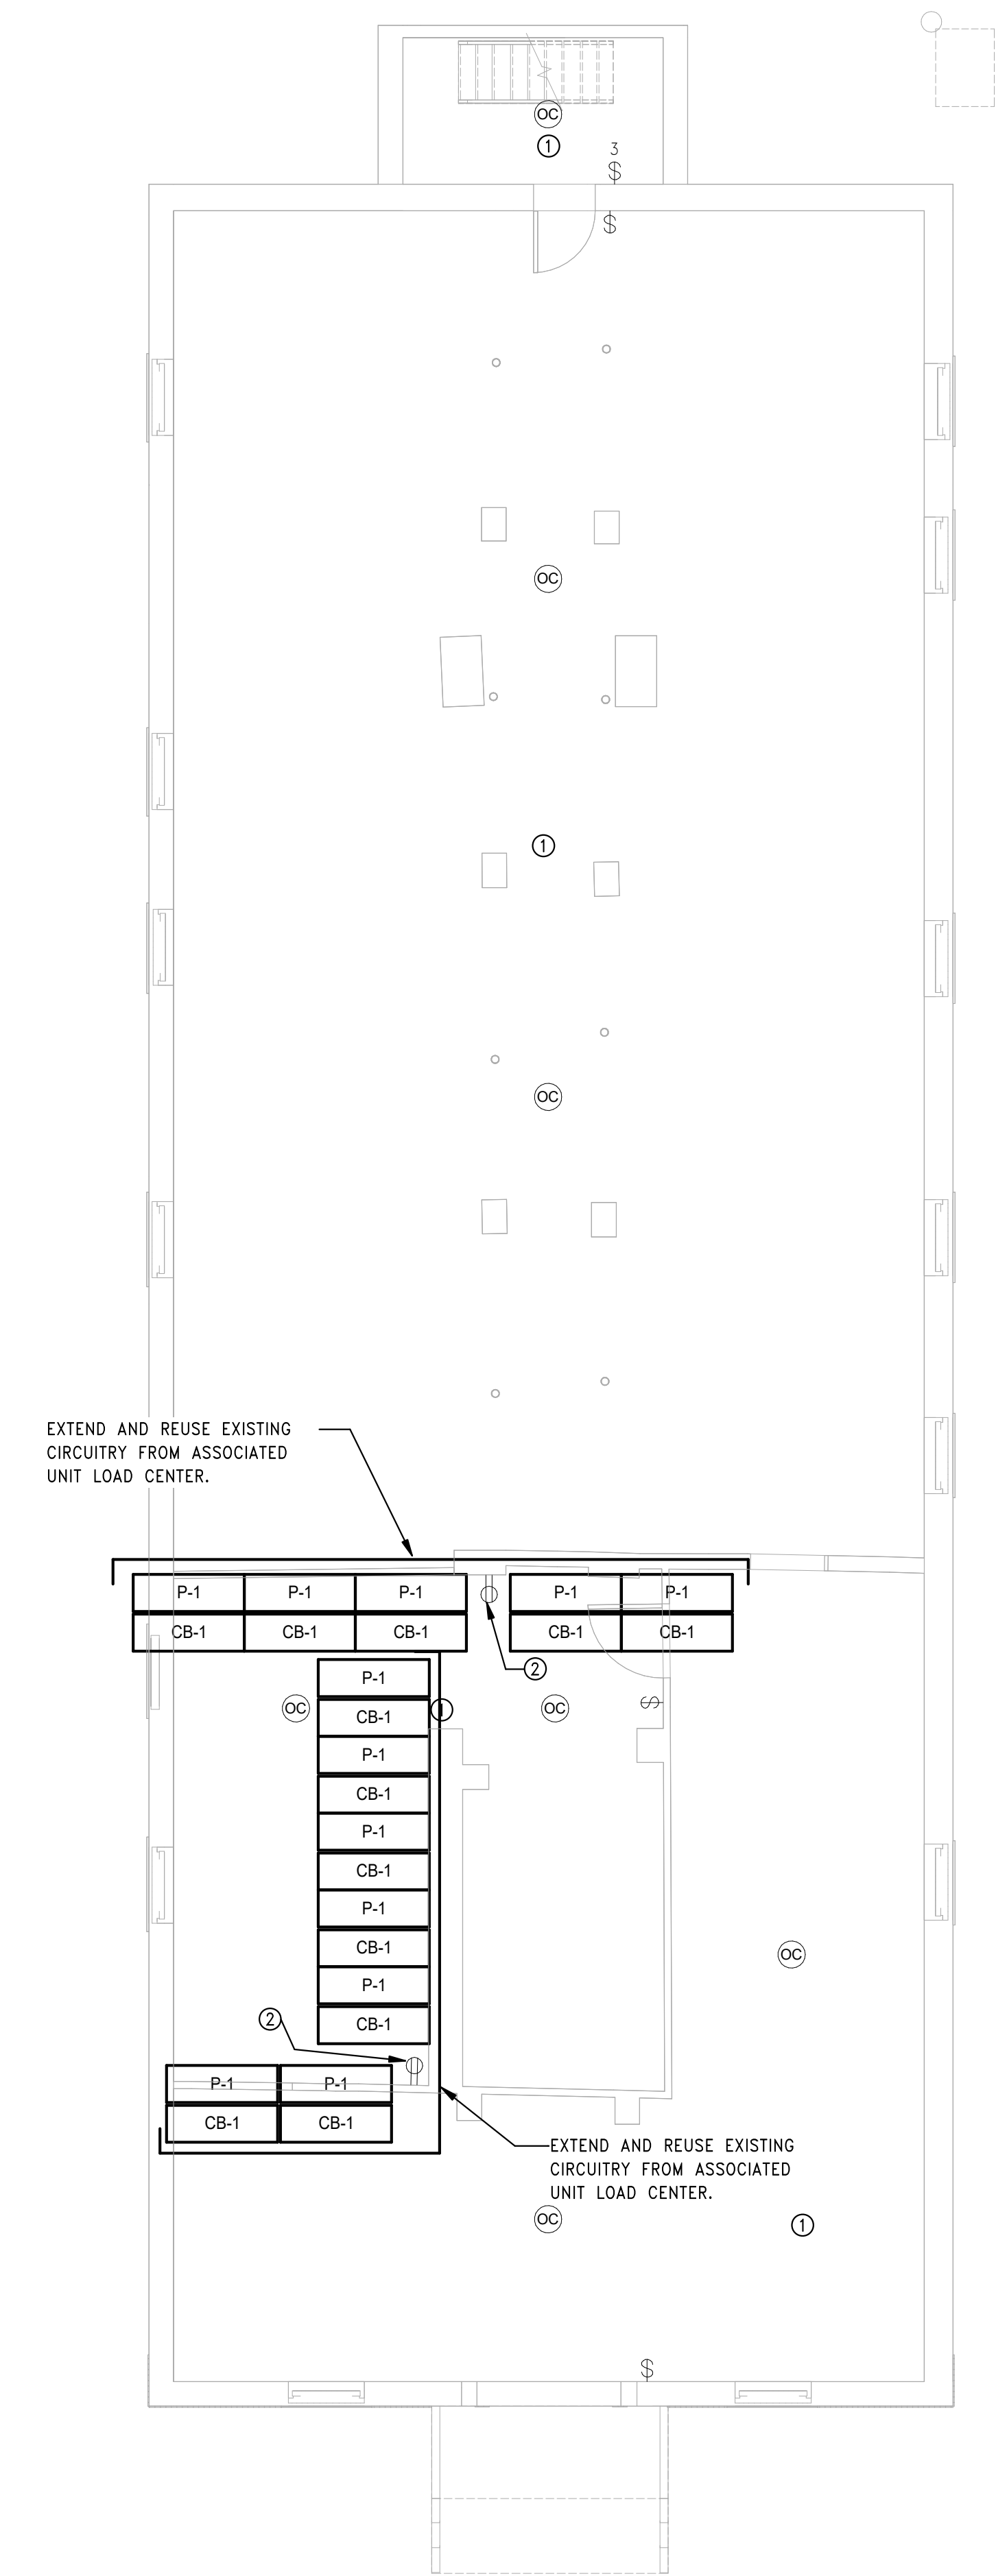 OC
1
3
$
$
OC
1
OC
EXTEND AND REUSE EXISTING
CIRCUITRY FROM ASSOCIATED
UNIT LOAD CENTER.
P-1 P-1 P-1 P-1 P-1
CB-1 CB-1 CB-1 CB-1 CB-1
2
P-1
OC 1 OC $
CB-1
P-1
CB-1
P-1
CB-1
P-1
CB-1
OC
P-1
CB-1
2
P-1 P-1
CB-1 CB-1
EXTEND AND REUSE EXISTING
CIRCUITRY FROM ASSOCIATED
UNIT LOAD CENTER.
OC 1
$